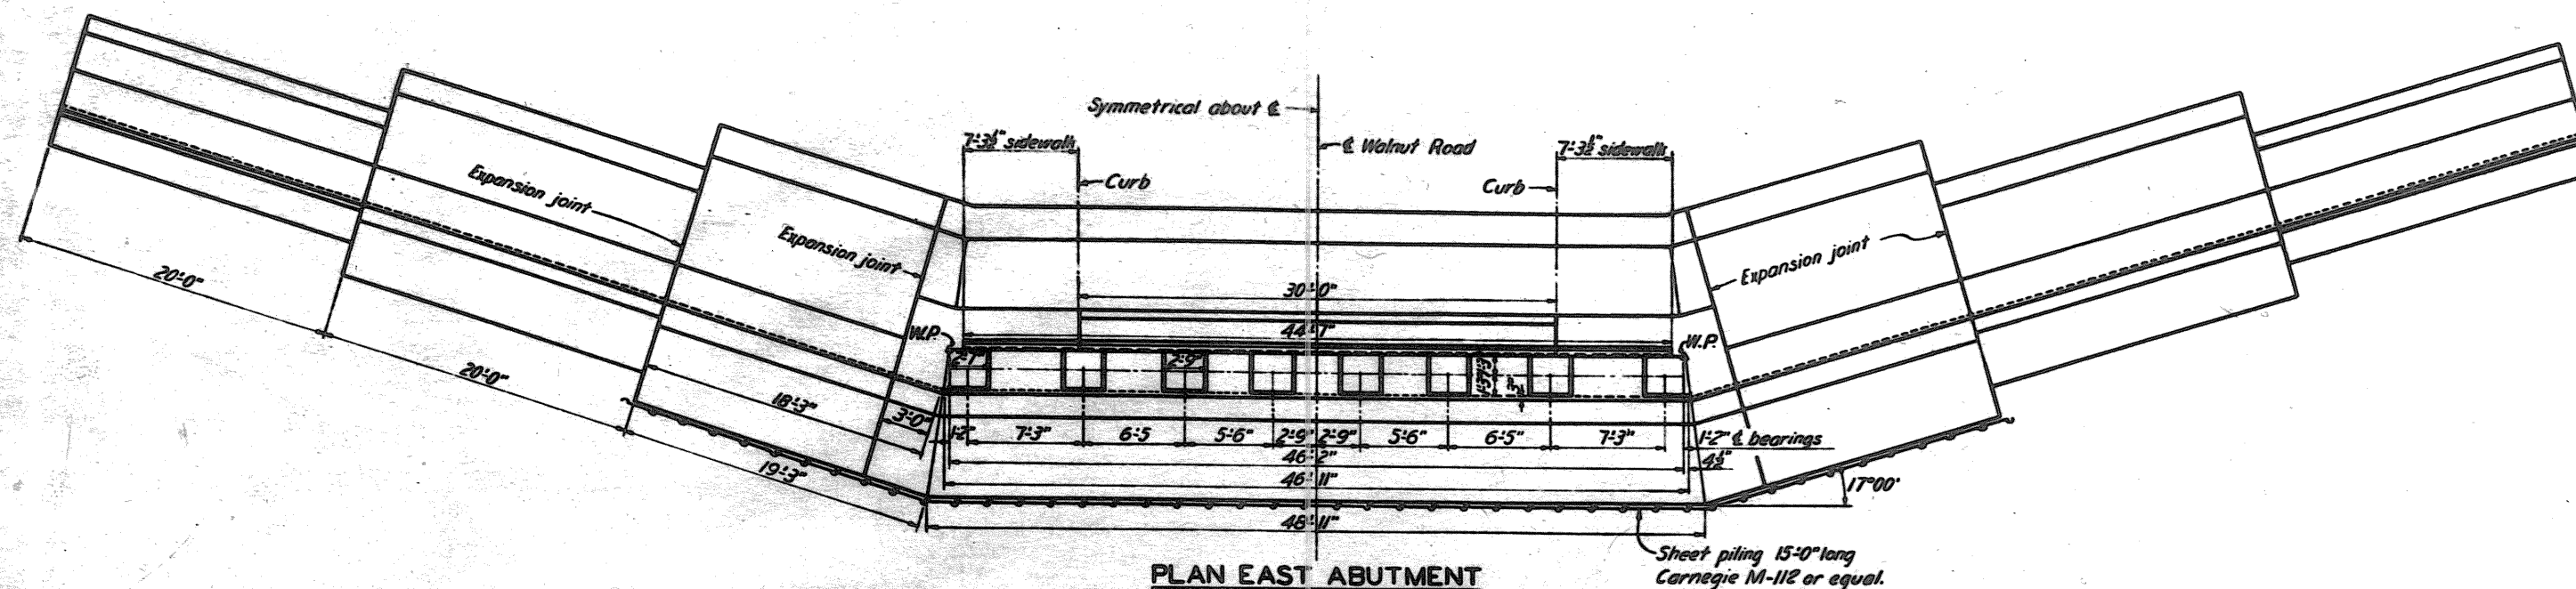 Symmetrical about ℄
℄ Walnut Road
7'-3½" sidewalk
7'-3½" sidewalk
Curb
Curb
Expansion joint
Expansion joint
Expansion joint
30'-0"
44'-1"
W.P.
W.P.
2'-7"
2'-9"
20'-0"
20'-0"
18'-3"
3'-0"
19'-3"
1'-2"
7'-3"
6'-5
5'-6"
2'-9"
2'-9"
5'-6"
6'-5"
7'-3"
1'-2" ℄ bearings
46'-2"
4½"
46'-11"
48'-11"
17°00'
Sheet piling 15'-0" long
Carnegie M-112 or equal.
PLAN EAST ABUTMENT